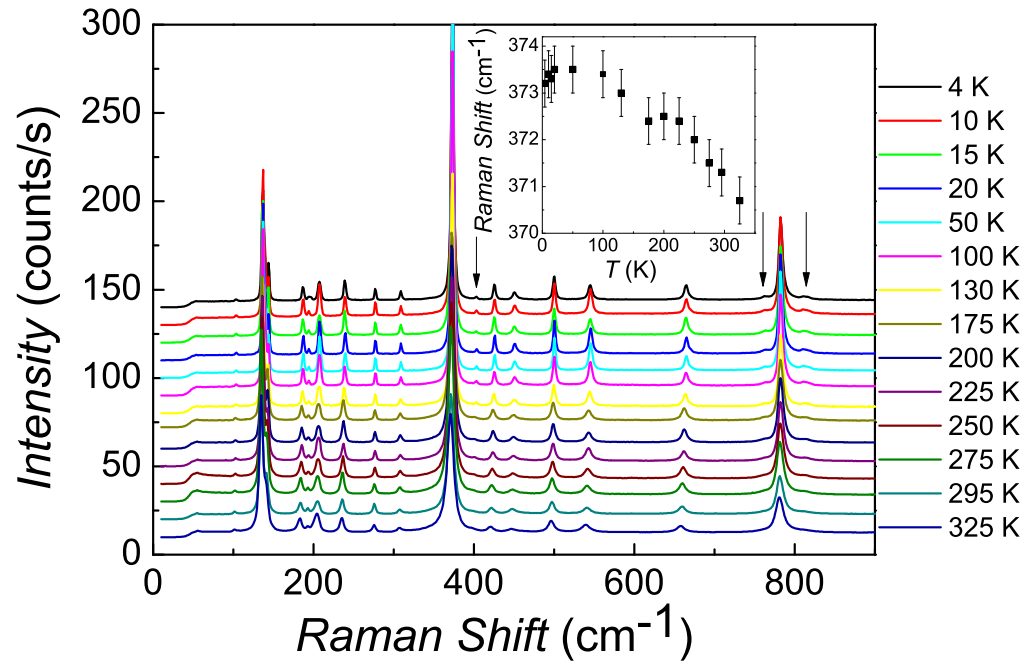 300
250
200
150
100
50
0
Intensity (counts/s)
0
200
400
600
800
Raman Shift (cm-1)
374
373
372
371
370
Raman Shift (cm-1)
0
100
200
300
T (K)
4 K
10 K
15 K
20 K
50 K
100 K
130 K
175 K
200 K
225 K
250 K
275 K
295 K
325 K